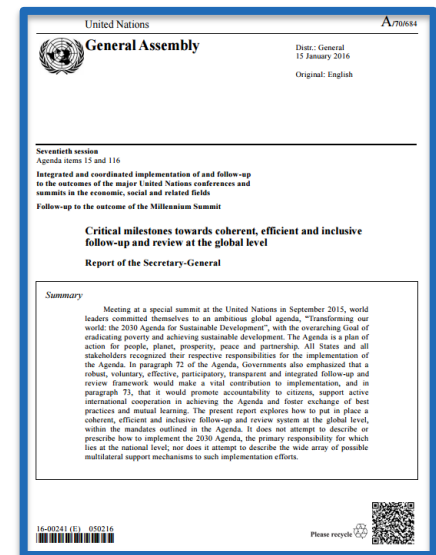 United Nations
A/70/684
General Assembly
Distr.: General
15 January 2016
Original: English
Seventieth session
Agenda items 15 and 116
Integrated and coordinated implementation of and follow-up
to the outcomes of the major United Nations conferences and
summits in the economic, social and related fields
Follow-up to the outcome of the Millennium Summit
Critical milestones towards coherent, efficient and inclusive
follow-up and review at the global level
Report of the Secretary-General
Summary
Meeting at a special summit at the United Nations in September 2015, world
leaders committed themselves to an ambitious global agenda, “Transforming our
world: the 2030 Agenda for Sustainable Development”, with the overarching Goal of
eradicating poverty and achieving sustainable development. The Agenda is a plan of
action for people, planet, prosperity, peace and partnership. All States and all
stakeholders recognized their respective responsibilities for the implementation of
the Agenda. In paragraph 72 of the Agenda, Governments also emphasized that a
robust, voluntary, effective, participatory, transparent and integrated follow-up and
review framework would make a vital contribution to implementation, and in
paragraph 73, that it would promote accountability to citizens, support active
international cooperation in achieving the Agenda and foster exchange of best
practices and mutual learning. The present report explores how to put in place a
coherent, efficient and inclusive follow-up and review system at the global level,
within the mandates outlined in the Agenda. It does not attempt to describe or
prescribe how to implement the 2030 Agenda, the primary responsibility for which
lies at the national level; nor does it attempt to describe the wide array of possible
multilateral support mechanisms to such implementation efforts.
16-00241 (E) 050216
Please recycle